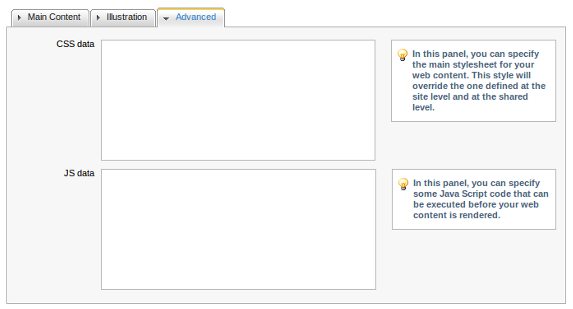 Main Content Illustration Advanced
CSS data
In this panel, you can specify
the main stylesheet for your
web content. This style will
override the one defined at the
site level and at the shared
level.
JS data
In this panel, you can specify
some Java Script code that can
be executed before your web
content is rendered.